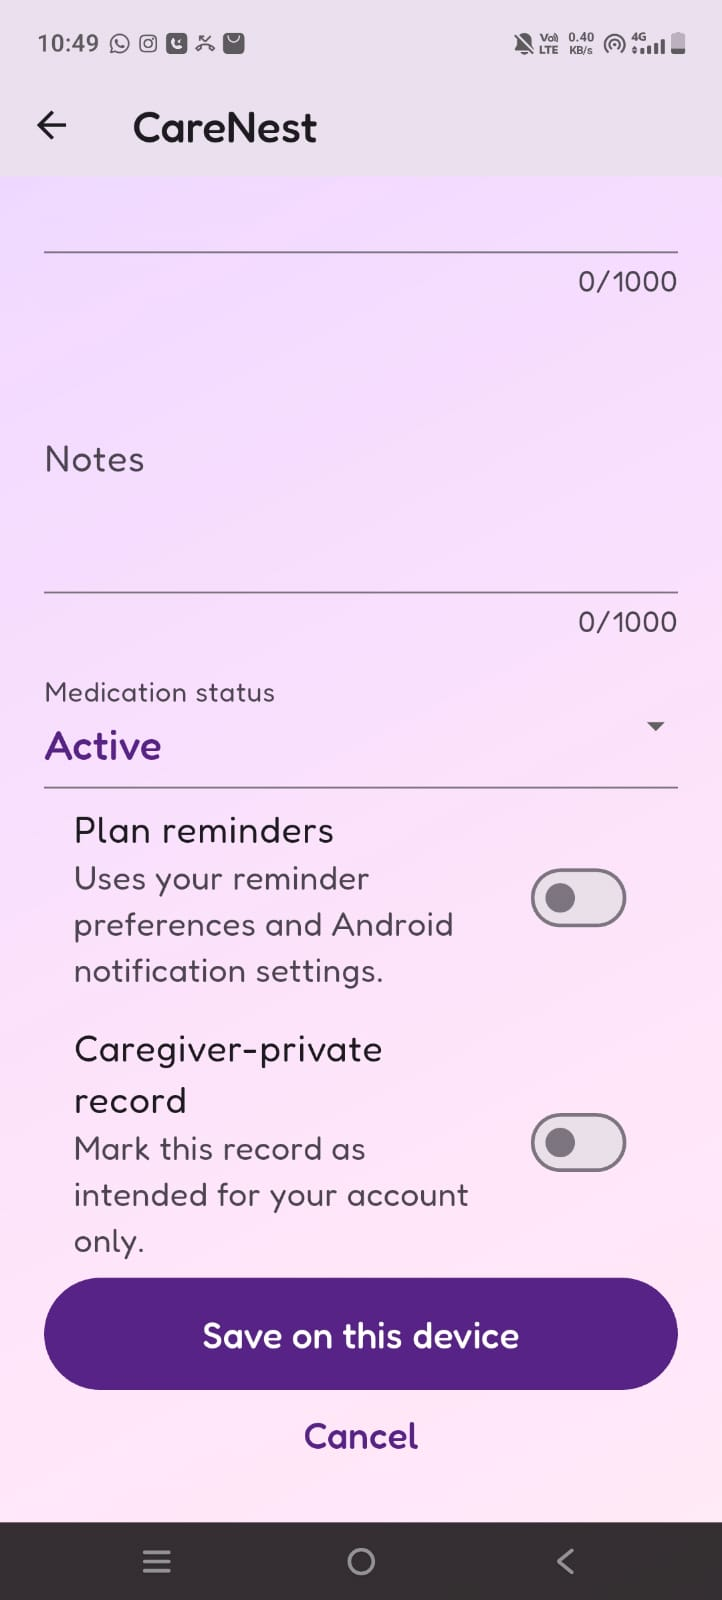 10:49
Vo) LTE 0.40 KB/s 4G
CareNest
0/1000
Notes
0/1000
Medication status
Active
Plan reminders
Uses your reminder
preferences and Android
notification settings.
Caregiver-private
record
Mark this record as
intended for your account
only.
Save on this device
Cancel